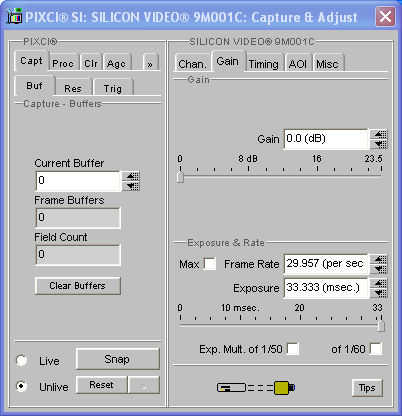 PIXCI® SI: SILICON VIDEO® 9M001C: Capture & Adjust
PIXCI®
Capt Proc Clr Agc »
Buf Res Trig
Capture - Buffers
Current Buffer
0
Frame Buffers
0
Field Count
0
Clear Buffers
Live Snap
Unlive Reset »
SILICON VIDEO® 9M001C
Chan. Gain Timing AOI Misc
Gain
Gain 0.0 (dB)
0 8 dB 16 23.5
Exposure & Rate
Max Frame Rate 29.957 (per sec
Exposure 33.333 (msec.)
0 10 msec. 20 33
Exp. Mult. of 1/50 of 1/60
Tips